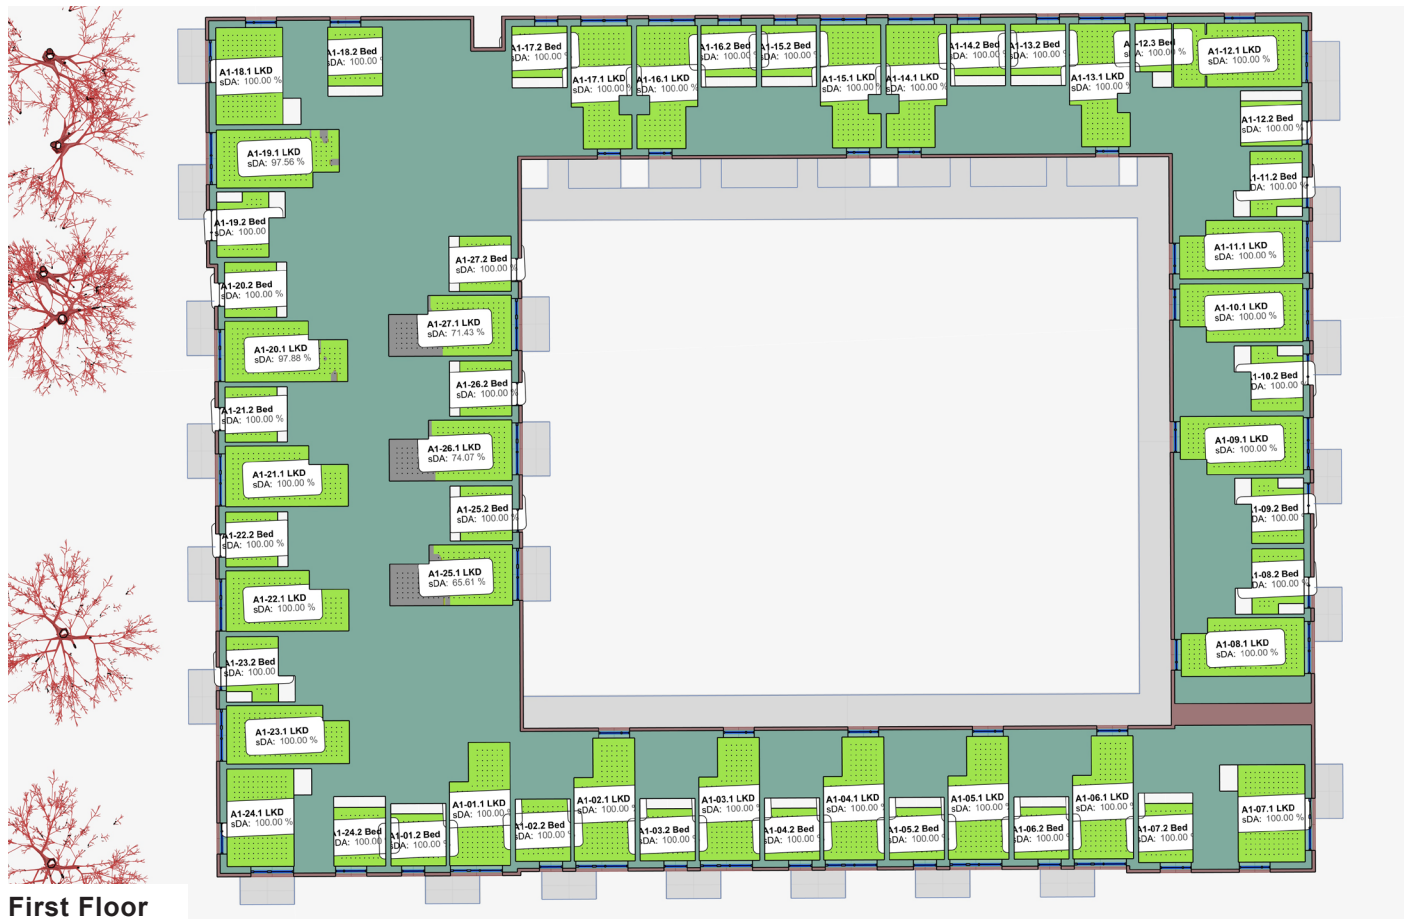 A1-18.1 LKD
sDA: 100.00 %
A1-18.2 Bed
sDA: 100.00 %
A1-17.2 Bed
sDA: 100.00 %
A1-17.1 LKD
sDA: 100.00 %
A1-16.1 LKD
sDA: 100.00 %
A1-16.2 Bed
sDA: 100.00 %
A1-15.2 Bed
sDA: 100.00 %
A1-15.1 LKD
sDA: 100.00 %
A1-14.1 LKD
sDA: 100.00 %
A1-14.2 Bed
sDA: 100.00 %
A1-13.2 Bed
sDA: 100.00 %
A1-13.1 LKD
sDA: 100.00 %
A1-12.3 Bed
sDA: 100.00 %
A1-12.1 LKD
sDA: 100.00 %
A1-12.2 Bed
sDA: 100.00 %
A1-19.1 LKD
sDA: 97.56 %
1-11.2 Bed
DA: 100.00 %
A1-19.2 Bed
sDA: 100.00
A1-11.1 LKD
sDA: 100.00 %
A1-27.2 Bed
sDA: 100.00 %
A1-20.2 Bed
sDA: 100.00 %
A1-10.1 LKD
sDA: 100.00 %
A1-27.1 LKD
sDA: 71.43 %
A1-20.1 LKD
sDA: 97.88 %
1-10.2 Bed
DA: 100.00 %
A1-26.2 Bed
sDA: 100.00 %
A1-21.2 Bed
sDA: 100.00 %
A1-09.1 LKD
sDA: 100.00 %
A1-26.1 LKD
sDA: 74.07 %
A1-21.1 LKD
sDA: 100.00 %
1-09.2 Bed
DA: 100.00 %
A1-25.2 Bed
sDA: 100.00 %
A1-22.2 Bed
sDA: 100.00 %
A1-25.1 LKD
sDA: 65.61 %
1-08.2 Bed
DA: 100.00 %
A1-22.1 LKD
sDA: 100.00 %
A1-08.1 LKD
sDA: 100.00 %
A1-23.2 Bed
sDA: 100.00
A1-23.1 LKD
sDA: 100.00 %
A1-24.1 LKD
sDA: 100.00 %
A1-24.2 Bed
sDA: 100.00 %
A1-01.2 Bed
sDA: 100.00 %
A1-01.1 LKD
sDA: 100.00 %
A1-02.2 Bed
sDA: 100.00 %
A1-02.1 LKD
sDA: 100.00 %
A1-03.2 Bed
sDA: 100.00 %
A1-03.1 LKD
sDA: 100.00 %
A1-04.2 Bed
sDA: 100.00 %
A1-04.1 LKD
sDA: 100.00 %
A1-05.2 Bed
sDA: 100.00 %
A1-05.1 LKD
sDA: 100.00 %
A1-06.2 Bed
sDA: 100.00 %
A1-06.1 LKD
sDA: 100.00 %
A1-07.2 Bed
sDA: 100.00 %
A1-07.1 LKD
sDA: 100.00 %
First Floor